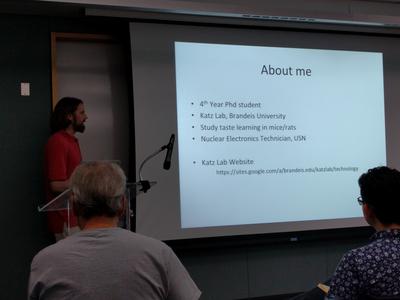 About me
• 4th Year Phd student
• Katz Lab, Brandeis University
• Study taste learning in mice/rats
• Nuclear Electronics Technician, USN
• Katz Lab Website
https://sites.google.com/a/brandeis.edu/katzlab/technology